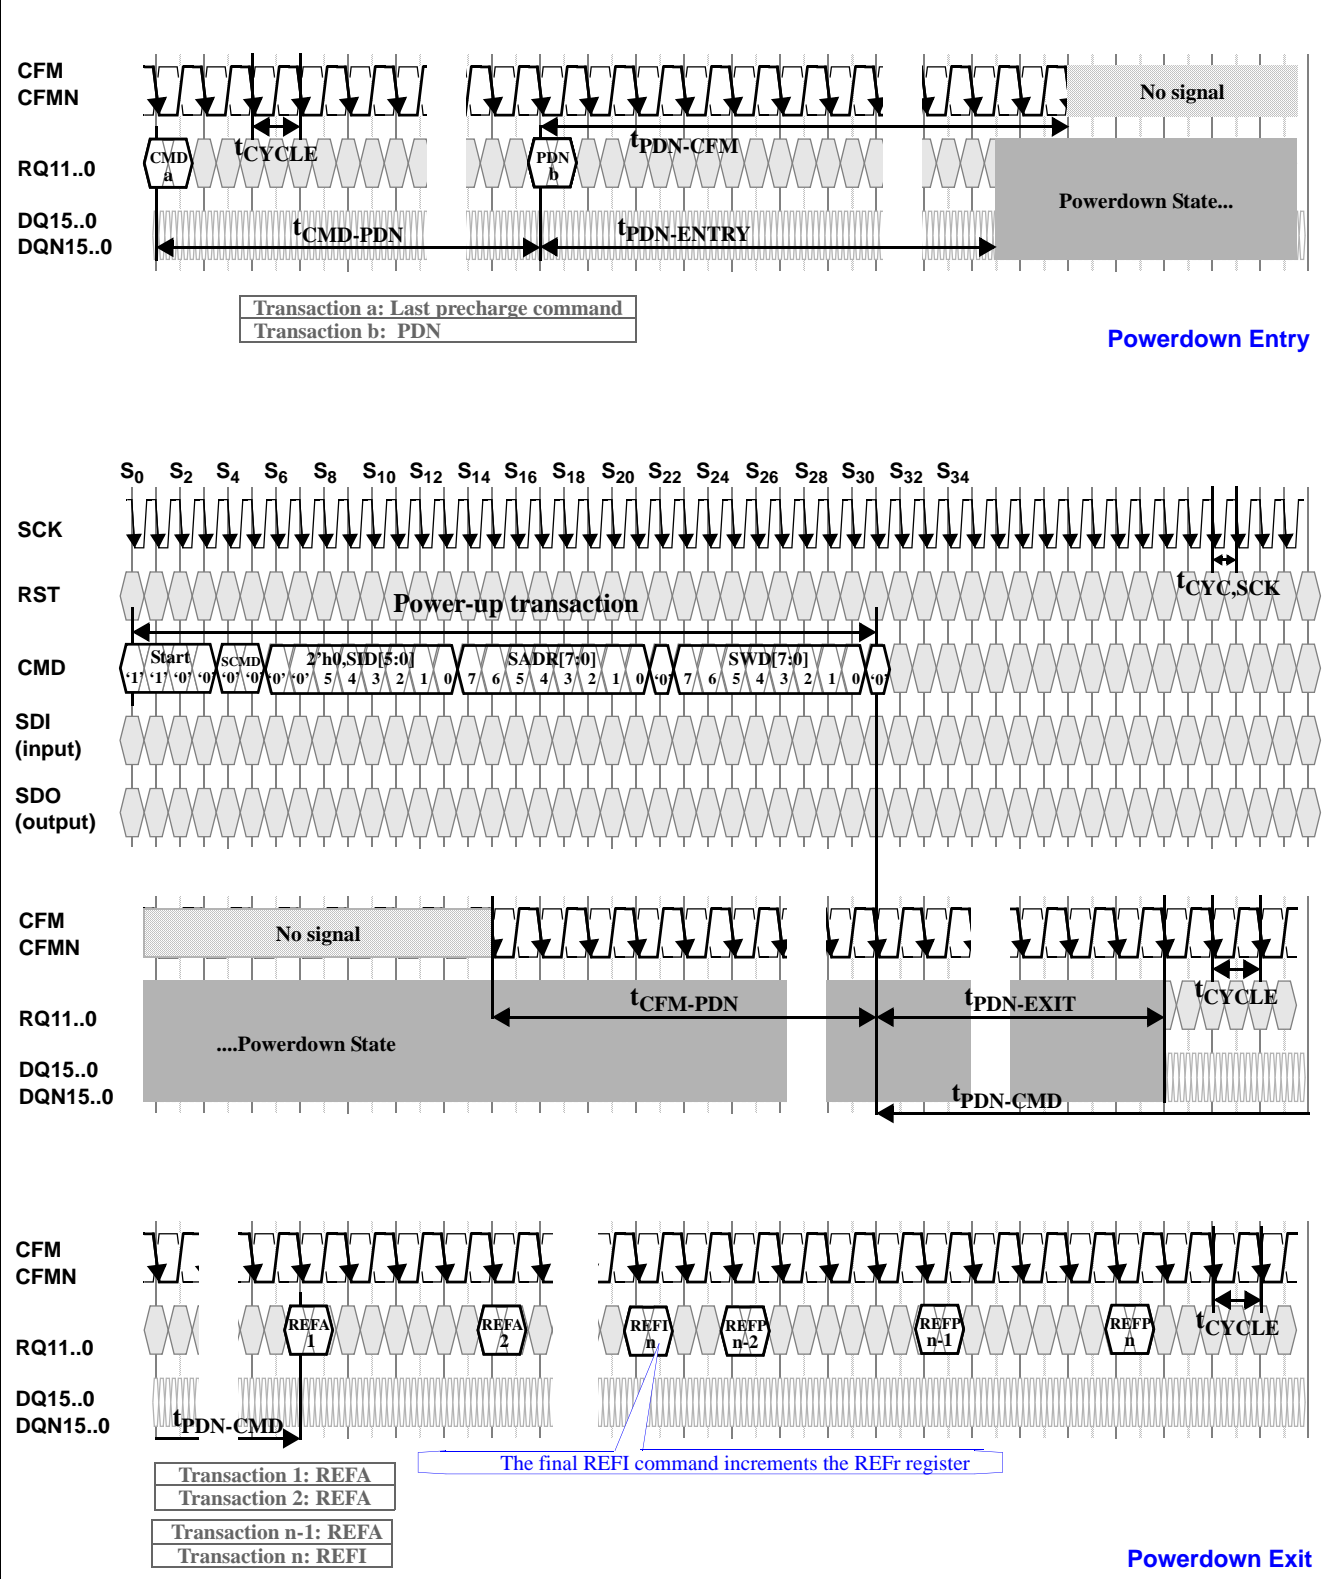 CFM
CFMN
No signal
tCYCLE
tPDN-CFM
RQ11..0
CMD
a
PDN
b
Powerdown State...
DQ15..0
DQN15..0
tCMD-PDN
tPDN-ENTRY
Transaction a: Last precharge command
Transaction b: PDN
Powerdown Entry
S0 S2 S4 S6 S8 S10 S12 S14 S16 S18 S20 S22 S24 S26 S28 S30 S32 S34
SCK
RST
tCYC,SCK
Power-up transaction
CMD
Start SCMD 2’h0,SID[5:0] SADR[7:0] SWD[7:0]
‘1’ ‘1’ ‘0’ ‘0’ ‘0’ ‘0’ ‘0’ ‘0’ 5 4 3 2 1 0 7 6 5 4 3 2 1 0 ‘0’ 7 6 5 4 3 2 1 0 ‘0’
SDI
(input)
SDO
(output)
CFM
CFMN
No signal
tCFM-PDN
tPDN-EXIT
tCYCLE
RQ11..0
....Powerdown State
DQ15..0
DQN15..0
tPDN-CMD
CFM
CFMN
RQ11..0
REFA
1
REFA
2
REFI
n
REFP
n-2
REFP
n-1
REFP
n
tCYCLE
DQ15..0
DQN15..0
tPDN-CMD
The final REFI command increments the REFr register
Transaction 1: REFA
Transaction 2: REFA
Transaction n-1: REFA
Transaction n: REFI
Powerdown Exit